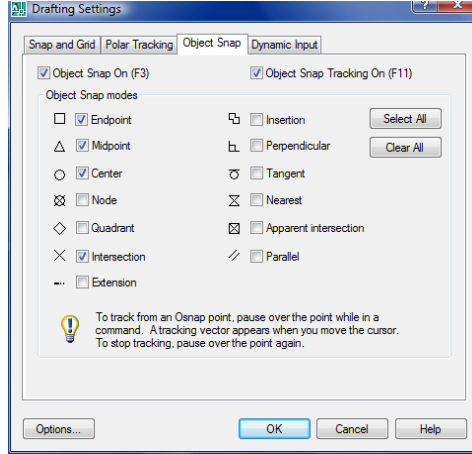 Drafting Settings
Snap and Grid Polar Tracking Object Snap Dynamic Input
Object Snap On (F3) Object Snap Tracking On (F11)
Object Snap modes
Endpoint Insertion Select All
Midpoint Perpendicular Clear All
Center Tangent
Node Nearest
Quadrant Apparent intersection
Intersection Parallel
Extension
To track from an Osnap point, pause over the point while in a
command. A tracking vector appears when you move the cursor.
To stop tracking, pause over the point again.
Options... OK Cancel Help